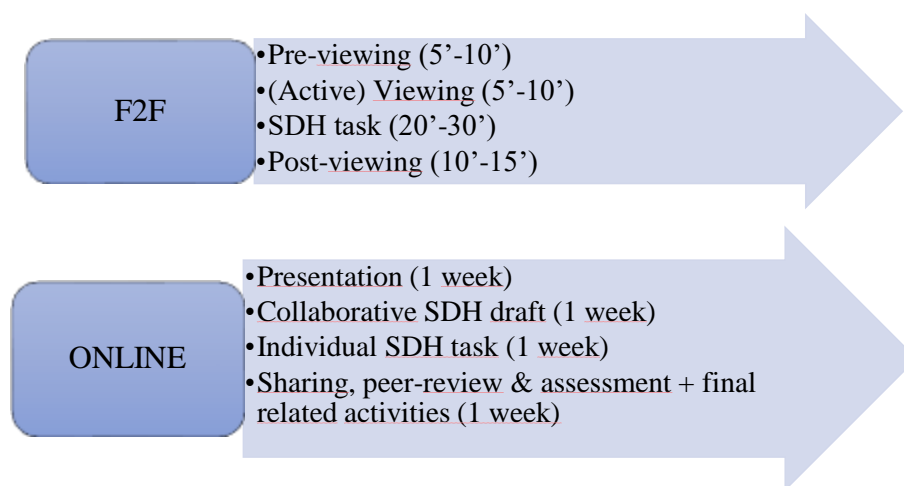 F2F
•Pre-viewing (5’-10’)
•(Active) Viewing (5’-10’)
•SDH task (20’-30’)
•Post-viewing (10’-15’)
ONLINE
•Presentation (1 week)
•Collaborative SDH draft (1 week)
•Individual SDH task (1 week)
•Sharing, peer-review & assessment + final
related activities (1 week)